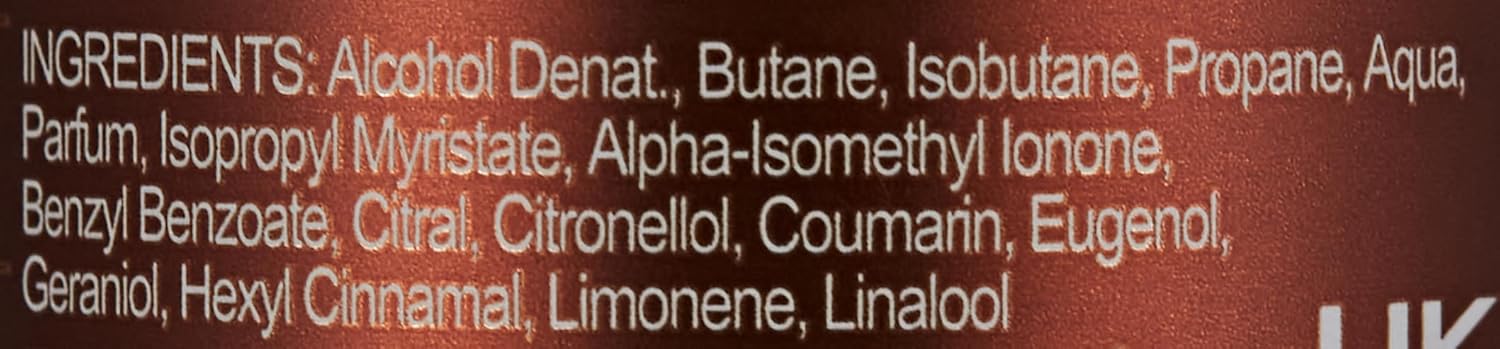 INGREDIENTS: Alcohol Denat., Butane, Isobutane, Propane, Aqua,
Parfum, Isopropyl Myristate, Alpha-Isomethyl Ionone,
Benzyl Benzoate, Citral, Citronellol, Coumarin, Eugenol,
Geraniol, Hexyl Cinnamal, Limonene, Linalool